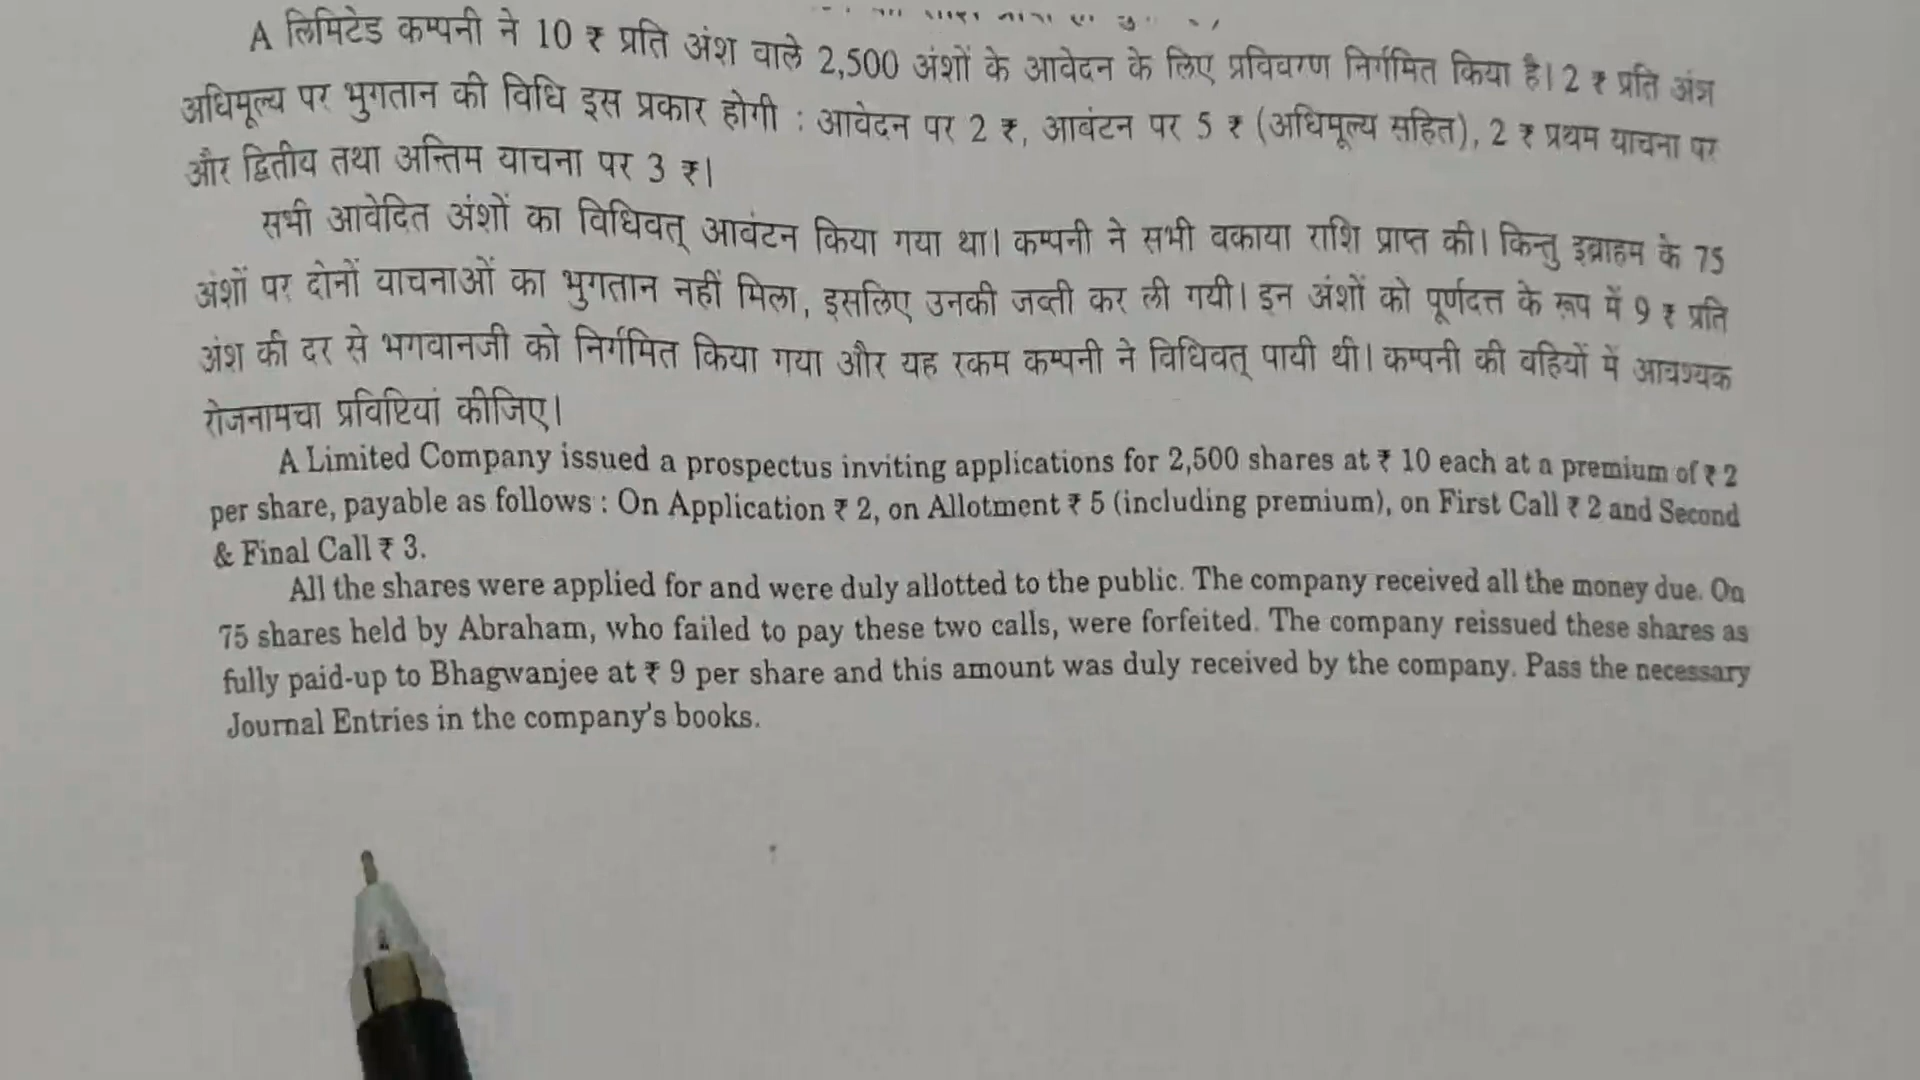 A लिमिटेड कम्पनी ने 10 ₹ प्रति अंश वाले 2,500 अंशों के आवेदन के लिए प्रविवरण निर्गमित किया है। 2 ₹ प्रति अंश
अधिमूल्य पर भुगतान की विधि इस प्रकार होगी : आवेदन पर 2 ₹, आवंटन पर 5 ₹ (अधिमूल्य सहित), 2 ₹ प्रथम याचना पर
और द्वितीय तथा अन्तिम याचना पर 3 ₹।
सभी आवेदित अंशों का विधिवत् आवंटन किया गया था। कम्पनी ने सभी वकाया राशि प्राप्त की। किन्तु इब्राहम के 75
अंशों पर दोनों याचनाओं का भुगतान नहीं मिला, इसलिए उनकी जब्ती कर ली गयी। इन अंशों को पूर्णदत्त के रूप में 9 ₹ प्रति
अंश की दर से भगवानजी को निर्गमित किया गया और यह रकम कम्पनी ने विधिवत् पायी थी। कम्पनी की वहियों में आवश्यक
रोजनामचा प्रविष्टियां कीजिए।
A Limited Company issued a prospectus inviting applications for 2,500 shares at ₹ 10 each at a premium of ₹ 2
per share, payable as follows : On Application ₹ 2, on Allotment ₹ 5 (including premium), on First Call ₹ 2 and Second
& Final Call ₹ 3.
All the shares were applied for and were duly allotted to the public. The company received all the money due. On
75 shares held by Abraham, who failed to pay these two calls, were forfeited. The company reissued these shares as
fully paid-up to Bhagwanjee at ₹ 9 per share and this amount was duly received by the company. Pass the necessary
Journal Entries in the company's books.